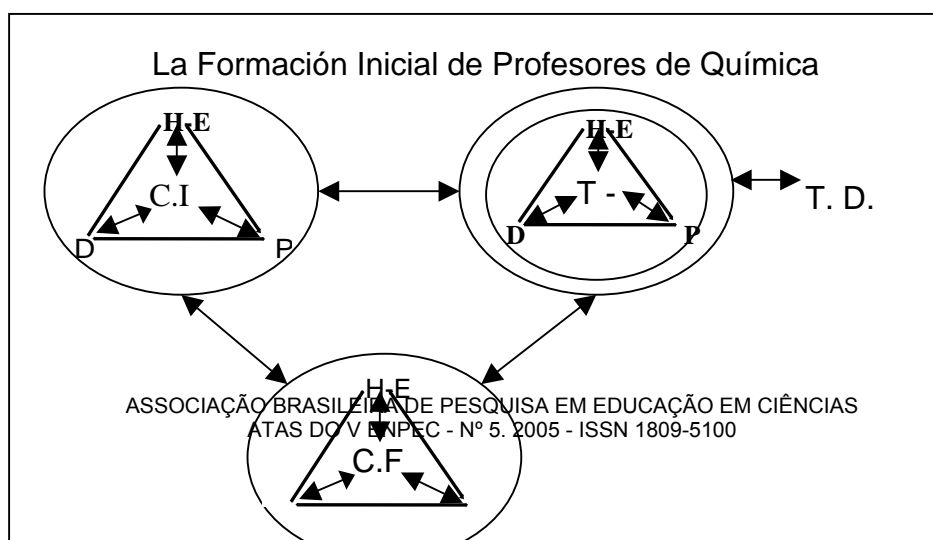 La Formación Inicial de Profesores de Química
H-E
H-E
C.I
T -
T. D.
D
P
D
P
H-E
ASSOCIAÇÃO BRASILEIRA DE PESQUISA EM EDUCAÇÃO EM CIÊNCIAS
ATAS DO V ENPEC - Nº 5. 2005 - ISSN 1809-5100
C.F